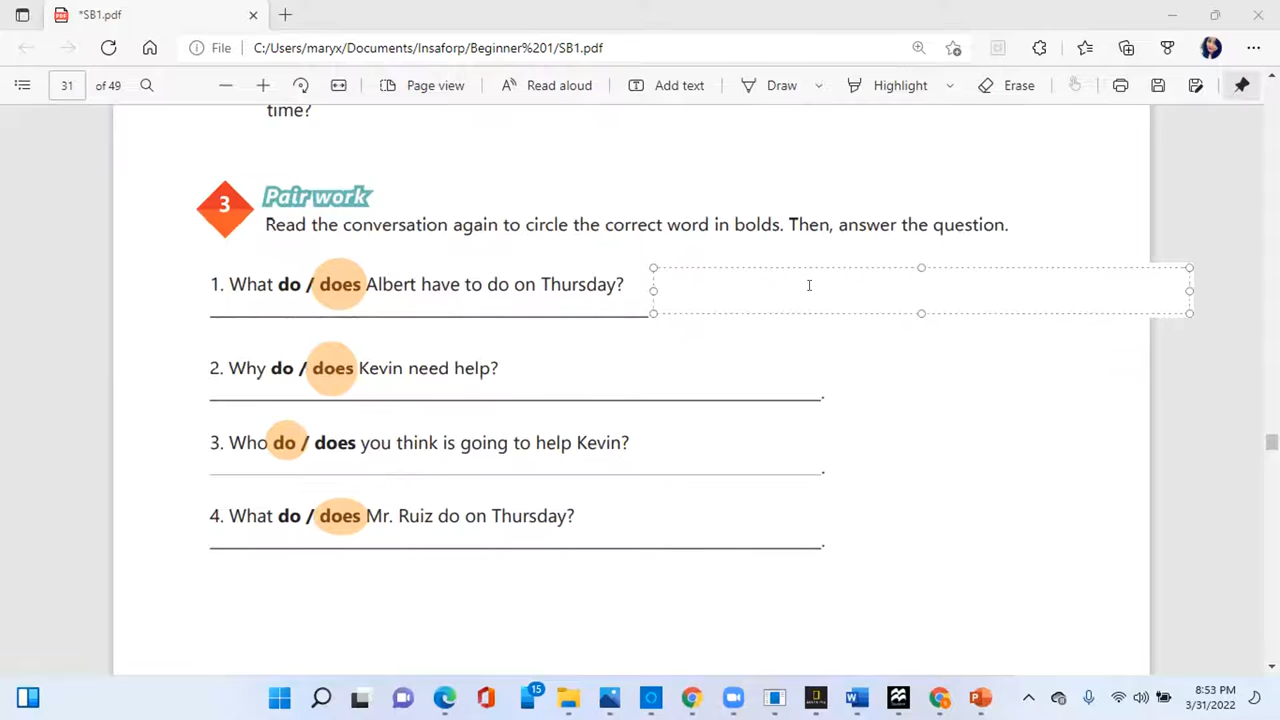 *SB1.pdf
File
C:/Users/maryx/Documents/Insaforp/Beginner%201/SB1.pdf
31 of 49
Page view
Read aloud
Add text
Draw
Highlight
Erase
time?
3 Pair work
Read the conversation again to circle the correct word in bolds. Then, answer the question.
1. What do / does Albert have to do on Thursday?
2. Why do / does Kevin need help?
3. Who do / does you think is going to help Kevin?
4. What do / does Mr. Ruiz do on Thursday?
15
8:53 PM
3/31/2022